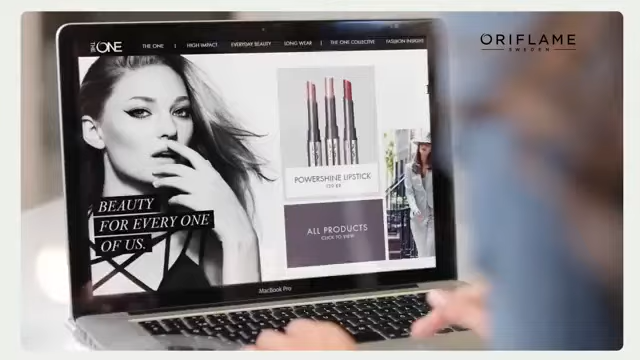 ORIFLAME
SWEDEN
THE ONE
THE ONE | HIGH IMPACT EVERYDAY BEAUTY LONG WEAR | THE ONE COLLECTIVE FASHION INSPIRE
BEAUTY
FOR EVERY ONE
OF US.
POWERSHINE LIPSTICK
ALL PRODUCTS
CLICK TO VIEW
MacBook Pro